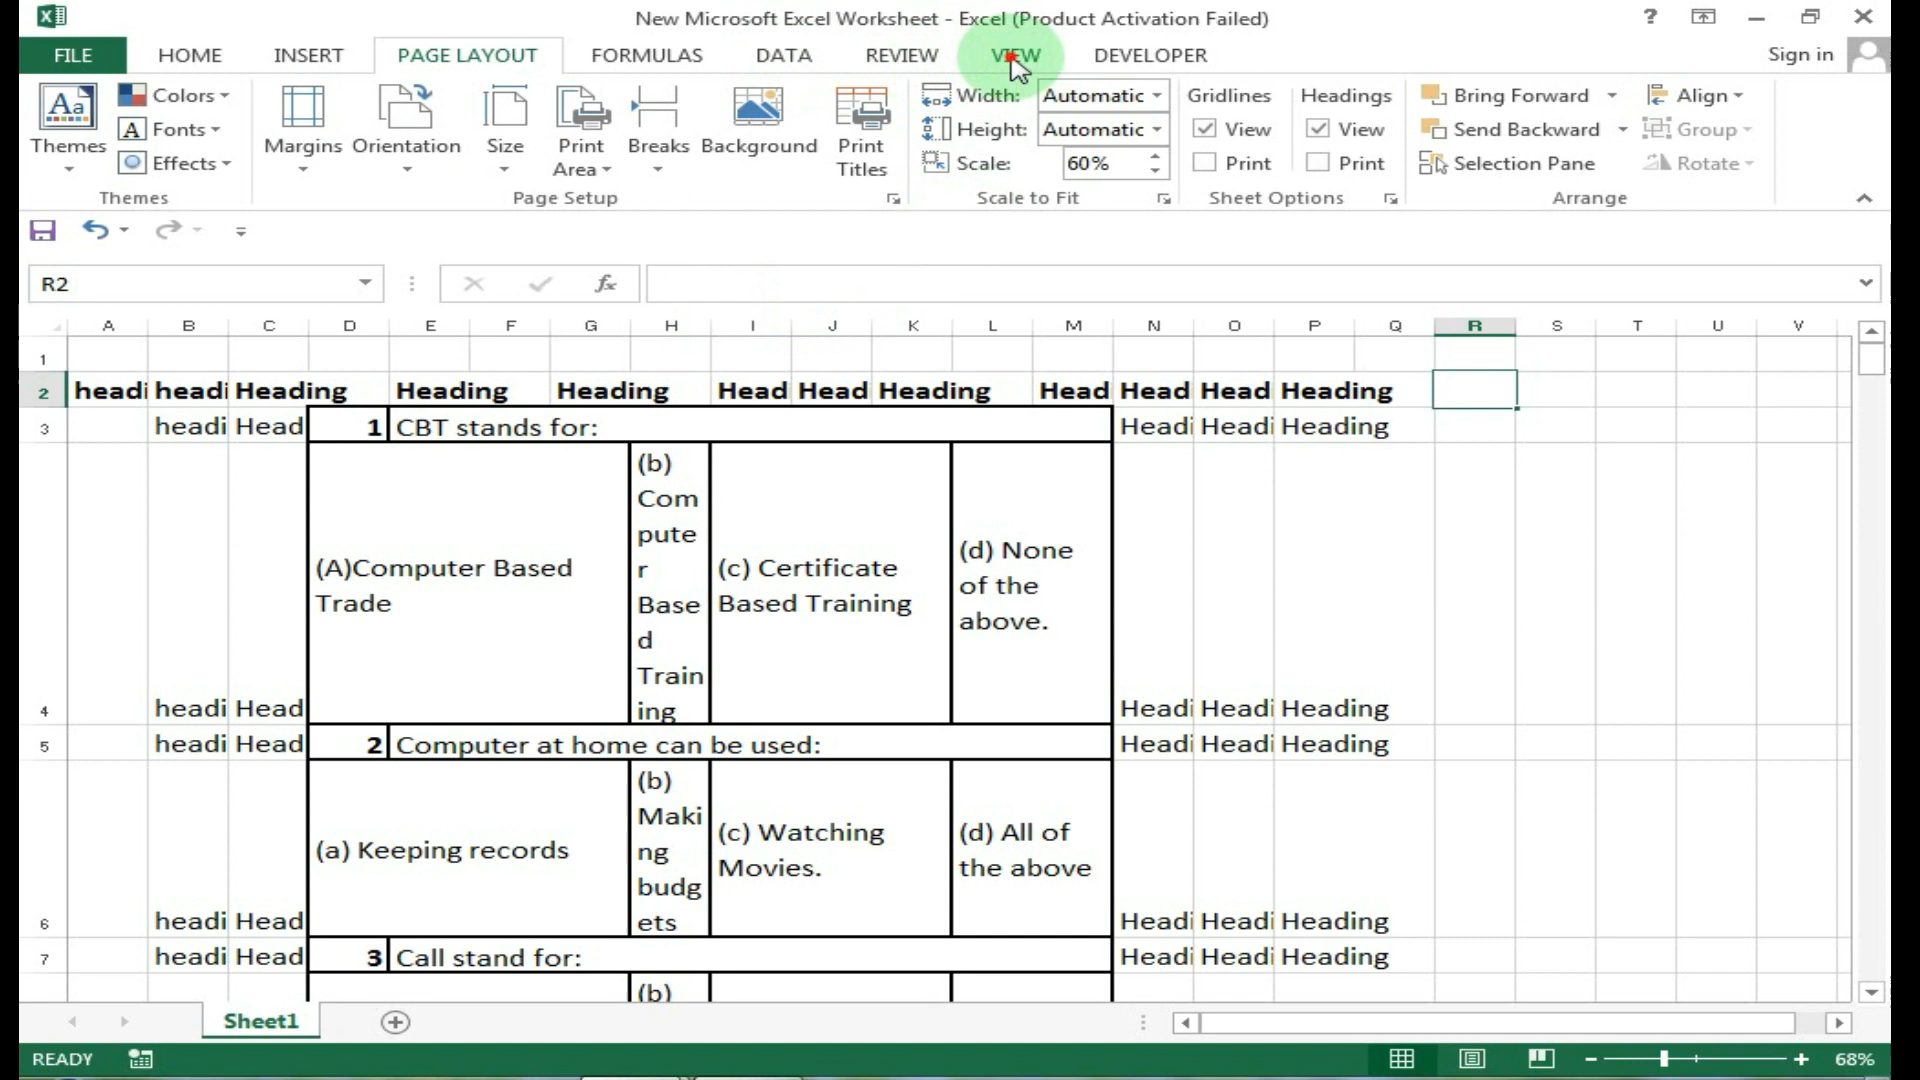 New Microsoft Excel Worksheet - Excel (Product Activation Failed)
?
FILE HOME INSERT PAGE LAYOUT FORMULAS DATA REVIEW VIEW DEVELOPER Sign in
Colors Width: Automatic Gridlines Headings Bring Forward Align
Fonts Height: Automatic View View Send Backward Group
Themes Margins Orientation Size Print Area Breaks Background Print Titles
Effects Scale: 60% Print Print Selection Pane Rotate
Themes Page Setup Scale to Fit Sheet Options Arrange
R2 fx
A B C D E F G H I J K L M N O P Q R S T U V
1
2 headi headi Heading Heading Heading Head Head Heading Head Head Head Heading
3 headi Head 1 CBT stands for: Headi Headi Heading
(A)Computer Based
Trade
(b)
Com
pute
r
Base
d
Train
ing
(c) Certificate
Based Training
(d) None
of the
above.
4 headi Head Headi Headi Heading
5 headi Head 2 Computer at home can be used: Headi Headi Heading
(a) Keeping records
(b)
Maki
ng
budg
ets
(c) Watching
Movies.
(d) All of
the above
6 headi Head Headi Headi Heading
7 headi Head 3 Call stand for: Headi Headi Heading
(b)
Sheet1
READY 68%